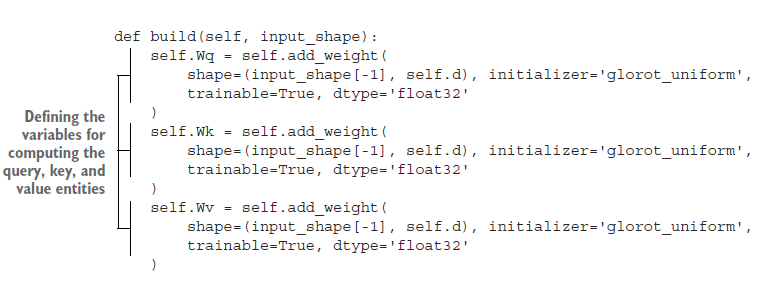 def build(self, input_shape):
self.Wq = self.add_weight(
shape=(input_shape[-1], self.d), initializer='glorot_uniform',
trainable=True, dtype='float32'
)
self.Wk = self.add_weight(
shape=(input_shape[-1], self.d), initializer='glorot_uniform',
trainable=True, dtype='float32'
)
self.Wv = self.add_weight(
shape=(input_shape[-1], self.d), initializer='glorot_uniform',
trainable=True, dtype='float32'
)
Defining the
variables for
computing the
query, key, and
value entities